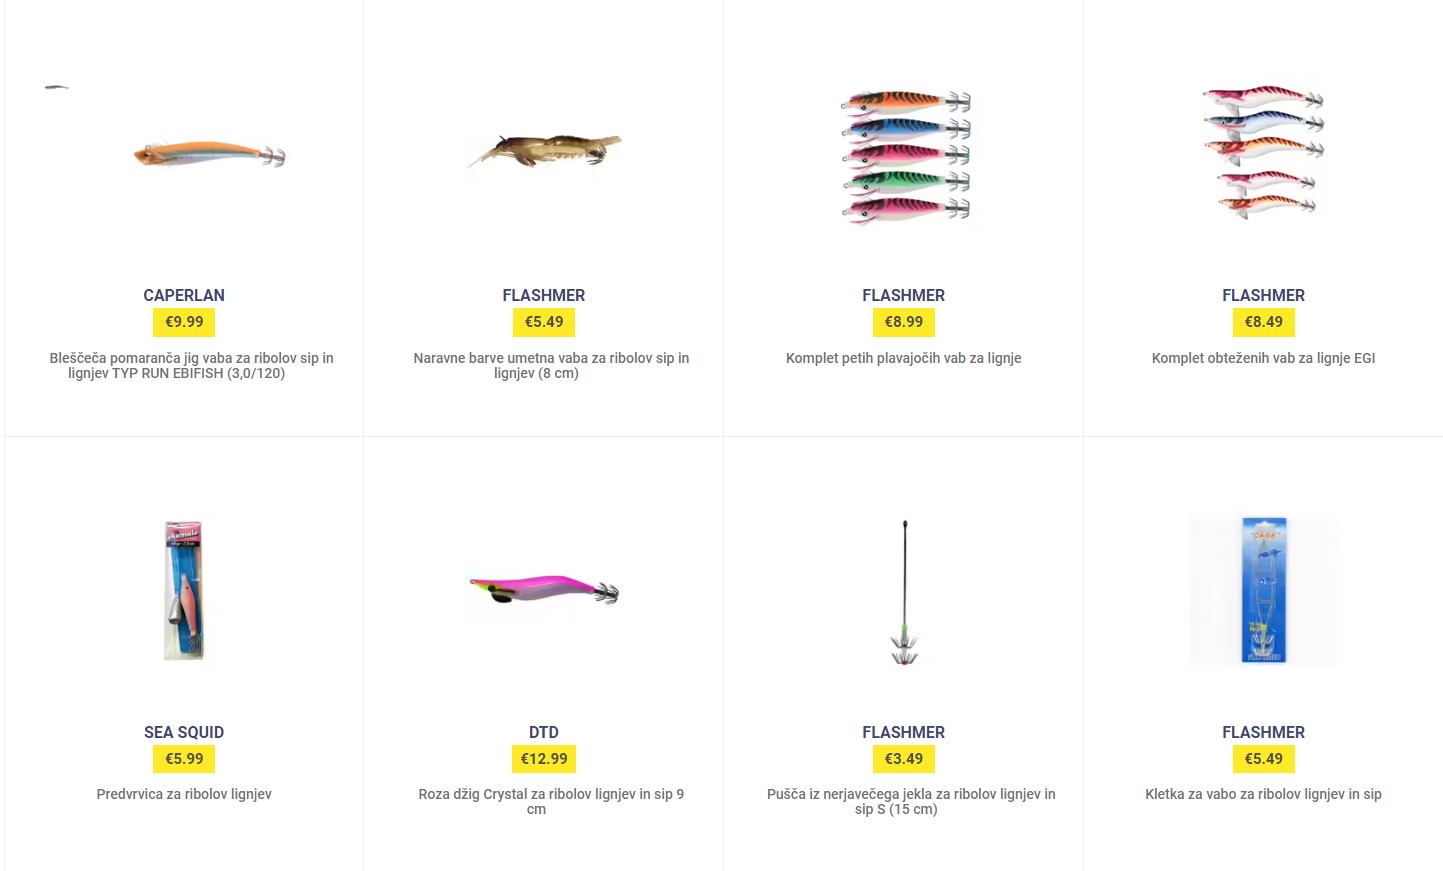 CAPERLAN
€9.99
Bleščeča pomaranča jig vaba za ribolov sip in
lignjev TYP RUN EBIFISH (3,0/120)
FLASHMER
€5.49
Naravne barve umetna vaba za ribolov sip in
lignjev (8 cm)
FLASHMER
€8.99
Komplet petih plavajočih vab za lignje
FLASHMER
€8.49
Komplet obteženih vab za lignje EGI
SEA SQUID
€5.99
Predvrvica za ribolov lignjev
DTD
€12.99
Roza džig Crystal za ribolov lignjev in sip 9
cm
FLASHMER
€3.49
Pušča iz nerjavečega jekla za ribolov lignjev in
sip S (15 cm)
FLASHMER
€5.49
Kletka za vabo za ribolov lignjev in sip